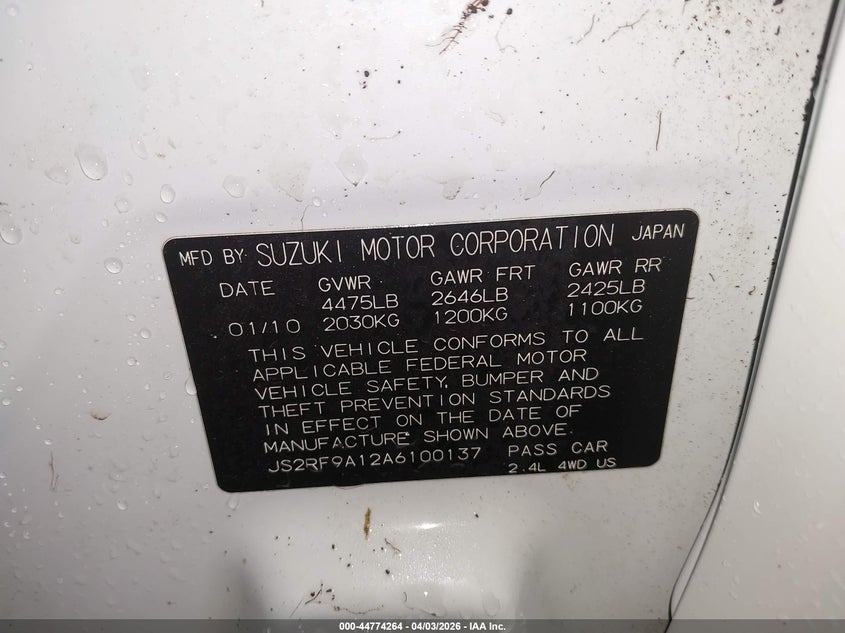 MFD BY SUZUKI MOTOR CORPORATION JAPAN
DATE GVWR GAWR FRT GAWR RR
4475LB 2646LB 2425LB
01/10 2030KG 1200KG 1100KG
THIS VEHICLE CONFORMS TO ALL
APPLICABLE FEDERAL MOTOR
VEHICLE SAFETY, BUMPER AND
THEFT PREVENTION STANDARDS
IN EFFECT ON THE DATE OF
MANUFACTURE SHOWN ABOVE.
JS2RF9A12A6100137 PASS CAR
2.4L 4WD US
000-44774264 - 04/03/2026 - IAA Inc.